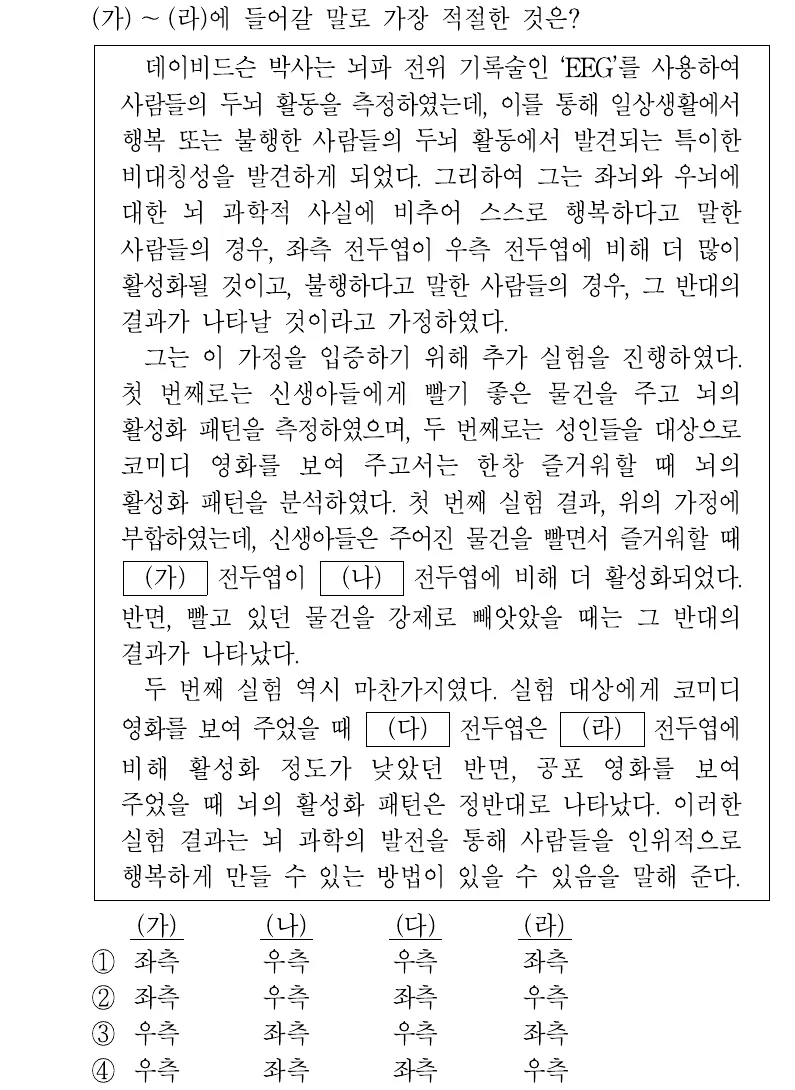 (가) ~ (라)에 들어갈 말로 가장 적절한 것은?
데이비드슨 박사는 뇌파 전위 기록술인 ‘EEG’를 사용하여
사람들의 두뇌 활동을 측정하였는데, 이를 통해 일상생활에서
행복 또는 불행한 사람들의 두뇌 활동에서 발견되는 특이한
비대칭성을 발견하게 되었다. 그리하여 그는 좌뇌와 우뇌에
대한 뇌 과학적 사실에 비추어 스스로 행복하다고 말한
사람들의 경우, 좌측 전두엽이 우측 전두엽에 비해 더 많이
활성화될 것이고, 불행하다고 말한 사람들의 경우, 그 반대의
결과가 나타날 것이라고 가정하였다.
그는 이 가정을 입증하기 위해 추가 실험을 진행하였다.
첫 번째로는 신생아들에게 빨기 좋은 물건을 주고 뇌의
활성화 패턴을 측정하였으며, 두 번째로는 성인들을 대상으로
코미디 영화를 보여 주고서는 한창 즐거워할 때 뇌의
활성화 패턴을 분석하였다. 첫 번째 실험 결과, 위의 가정에
부합하였는데, 신생아들은 주어진 물건을 빨면서 즐거워할 때
(가) 전두엽이 (나) 전두엽에 비해 더 활성화되었다.
반면, 빨고 있던 물건을 강제로 빼앗았을 때는 그 반대의
결과가 나타났다.
두 번째 실험 역시 마찬가지였다. 실험 대상에게 코미디
영화를 보여 주었을 때 (다) 전두엽은 (라) 전두엽에
비해 활성화 정도가 낮았던 반면, 공포 영화를 보여
주었을 때 뇌의 활성화 패턴은 정반대로 나타났다. 이러한
실험 결과는 뇌 과학의 발전을 통해 사람들을 인위적으로
행복하게 만들 수 있는 방법이 있을 수 있음을 말해 준다.
(가) (나) (다) (라)
① 좌측 우측 우측 좌측
② 좌측 우측 좌측 우측
③ 우측 좌측 우측 좌측
④ 우측 좌측 좌측 우측